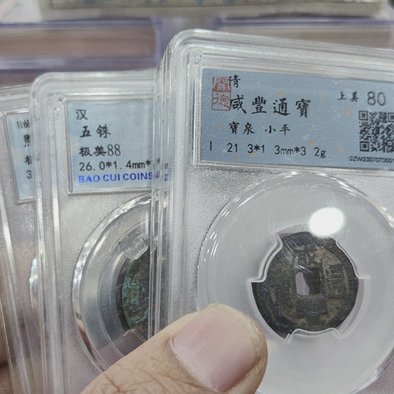 清
咸豐通寶
上美 80
寶泉 小平
21 3*1 3mm*3 2g
汉
五铢
极美88
26.0*1.4mm*
BAO CUI COINS